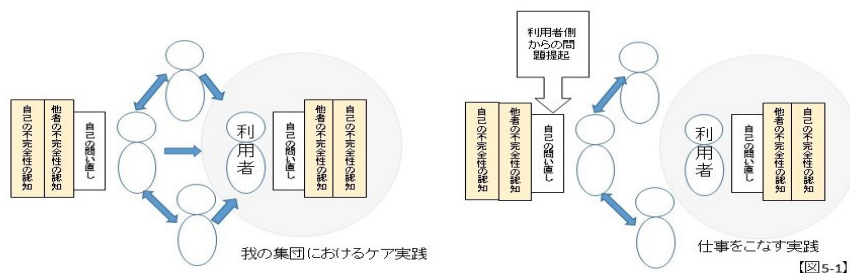 自己の不完全性の認知
他者の不完全性の認知
自己の問い直し
利用者
自己の問い直し
他者の不完全性の認知
自己の不完全性の認知
我の集団におけるケア実践
利用者側
からの問
題提起
自己の不完全性の認知
他者の不完全性の認知
自己の問い直し
利用者
自己の問い直し
他者の不完全性の認知
自己の不完全性の認知
仕事をこなす実践
【図5-1】